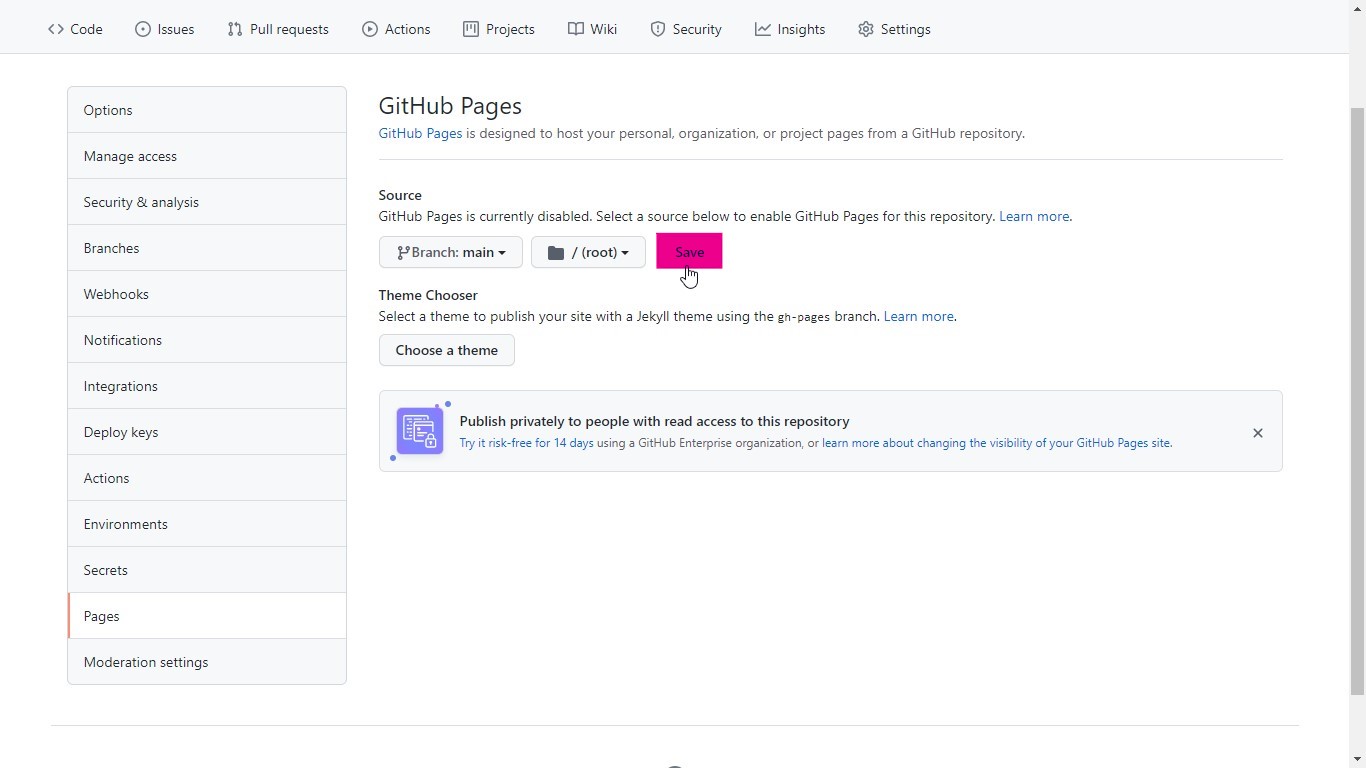 Code Issues Pull requests Actions Projects Wiki Security Insights Settings
Options
Manage access
Security & analysis
Branches
Webhooks
Notifications
Integrations
Deploy keys
Actions
Environments
Secrets
Pages
Moderation settings
GitHub Pages
GitHub Pages is designed to host your personal, organization, or project pages from a GitHub repository.
Source
GitHub Pages is currently disabled. Select a source below to enable GitHub Pages for this repository. Learn more.
Branch: main / (root) Save
Theme Chooser
Select a theme to publish your site with a Jekyll theme using the gh-pages branch. Learn more.
Choose a theme
Publish privately to people with read access to this repository
Try it risk-free for 14 days using a GitHub Enterprise organization, or learn more about changing the visibility of your GitHub Pages site.